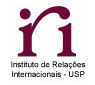 Instituto de Relações
Internacionais - USP